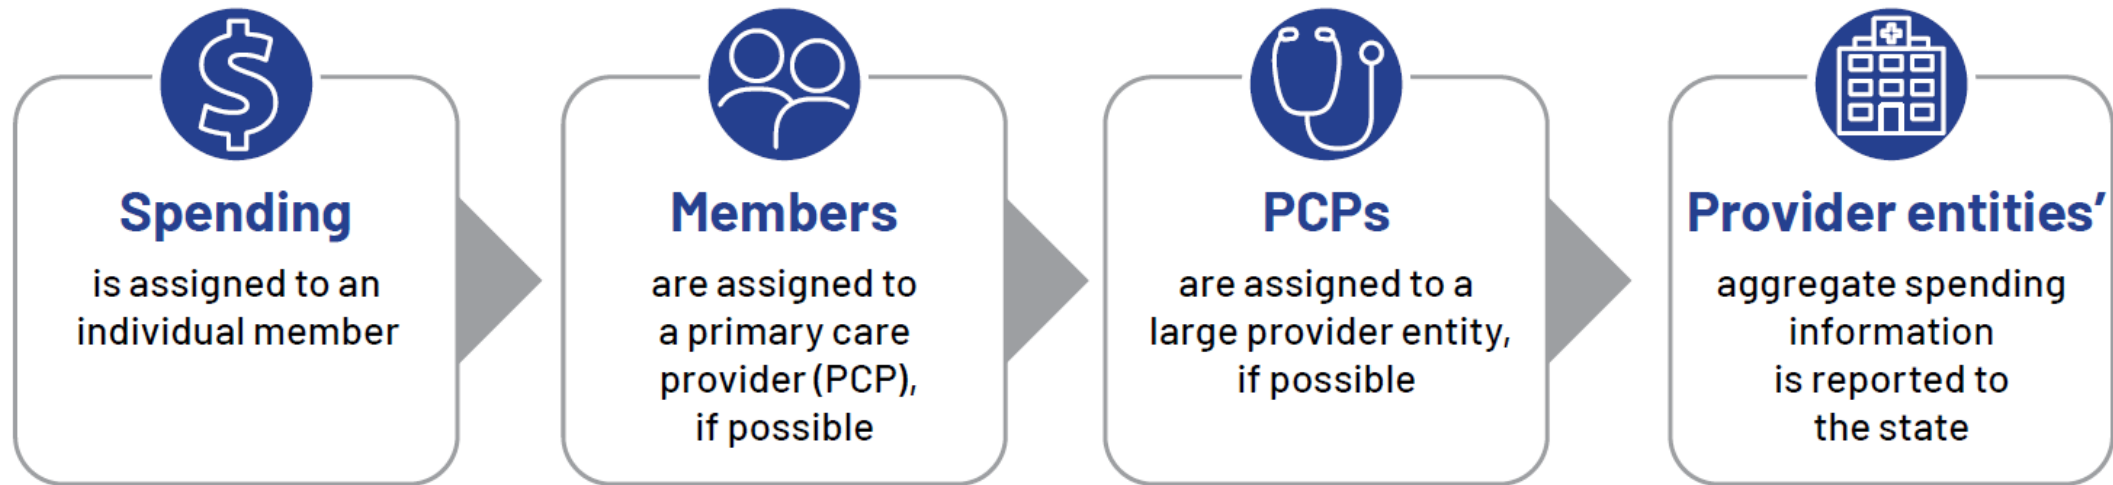 Spending
is assigned to an
individual member
Members
are assigned to
a primary care
provider (PCP),
if possible
PCPs
are assigned to a
large provider entity,
if possible
Provider entities’
aggregate spending
information
is reported to
the state